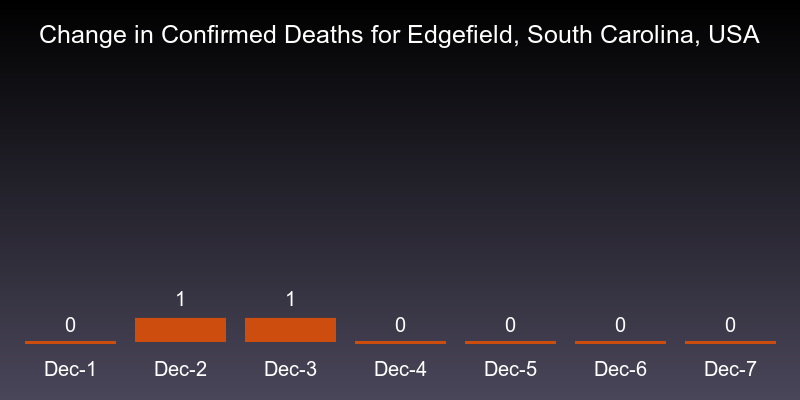 Change in Confirmed Deaths for Edgefield, South Carolina, USA
0 1 1 0 0 0 0
Dec-1 Dec-2 Dec-3 Dec-4 Dec-5 Dec-6 Dec-7